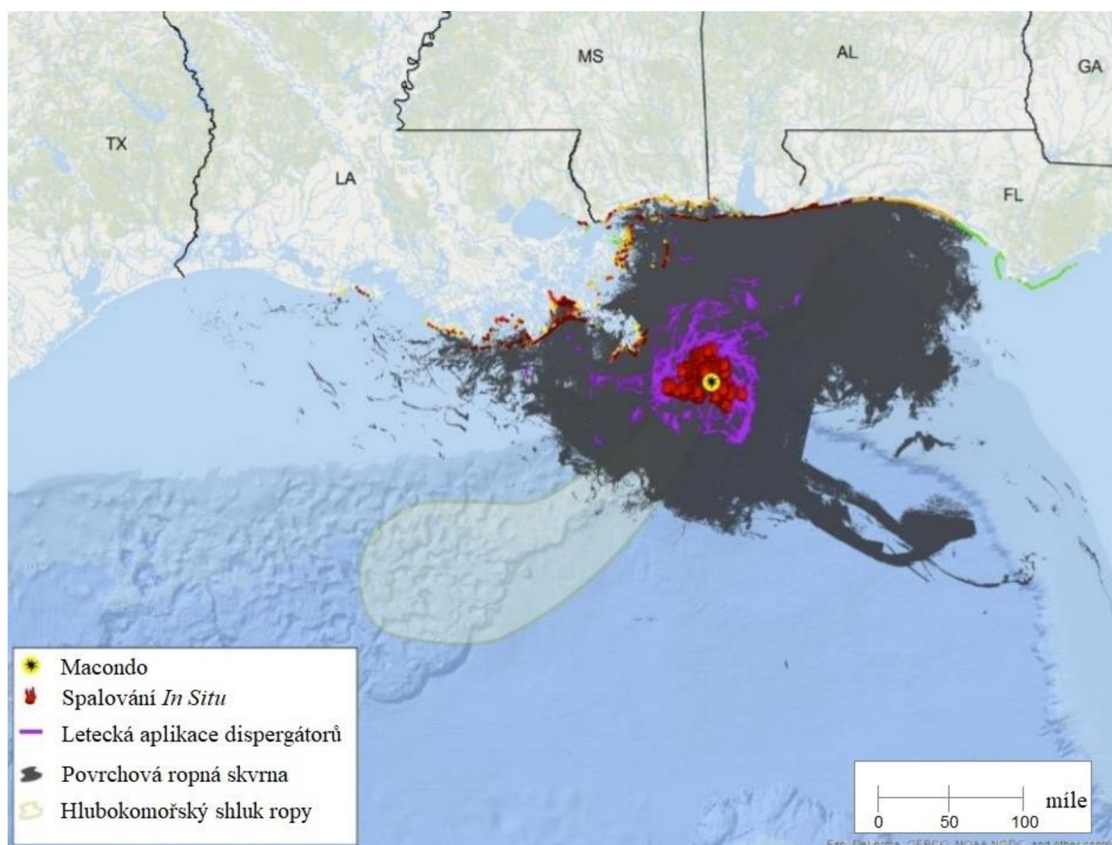 MS
AL
GA
TX
LA
FL
Macondo
Spalování In Situ
Letecká aplikace dispergátorů
Povrchová ropná skvrna
Hlubokomořský shluk ropy
míle
0 50 100